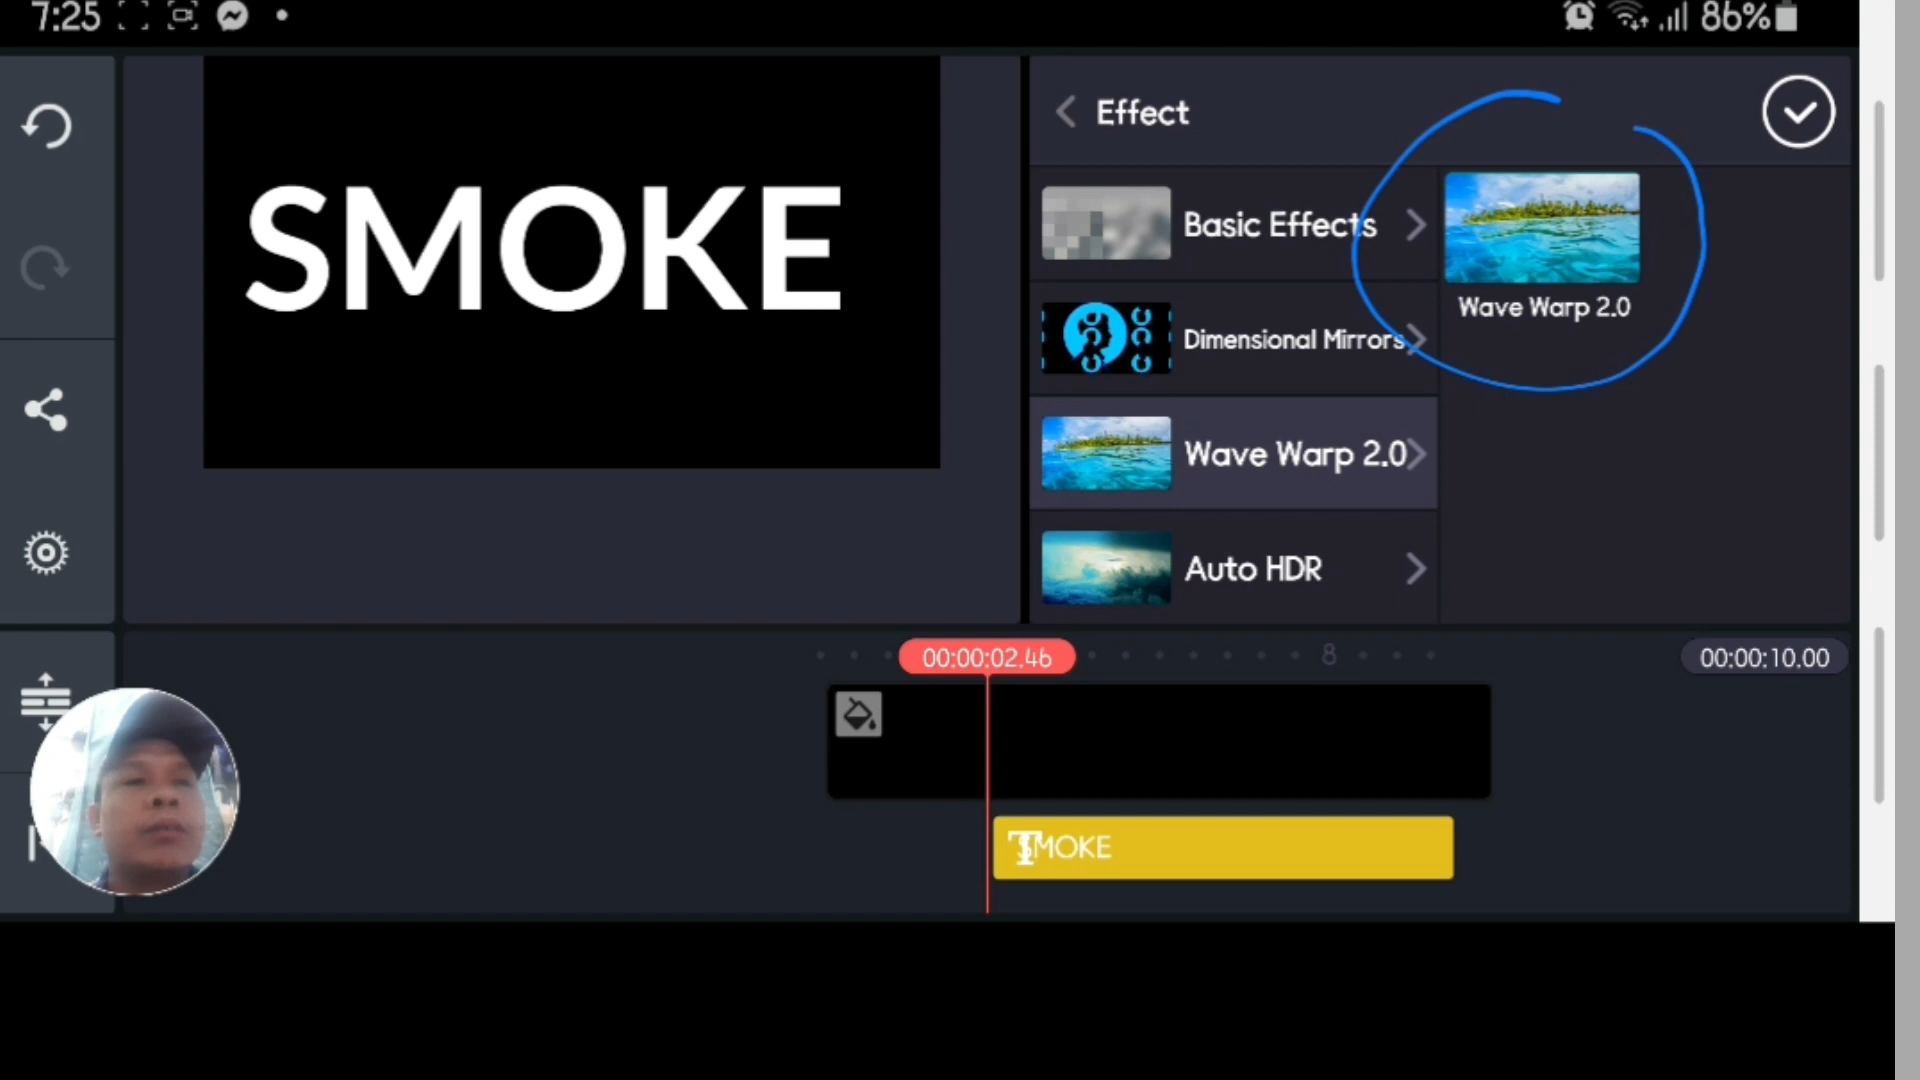 7:25
86%
Effect
SMOKE
Basic Effects
Wave Warp 2.0
Dimensional Mirrors
Wave Warp 2.0
Auto HDR
00:00:02.46
8
00:00:10.00
SMOKE